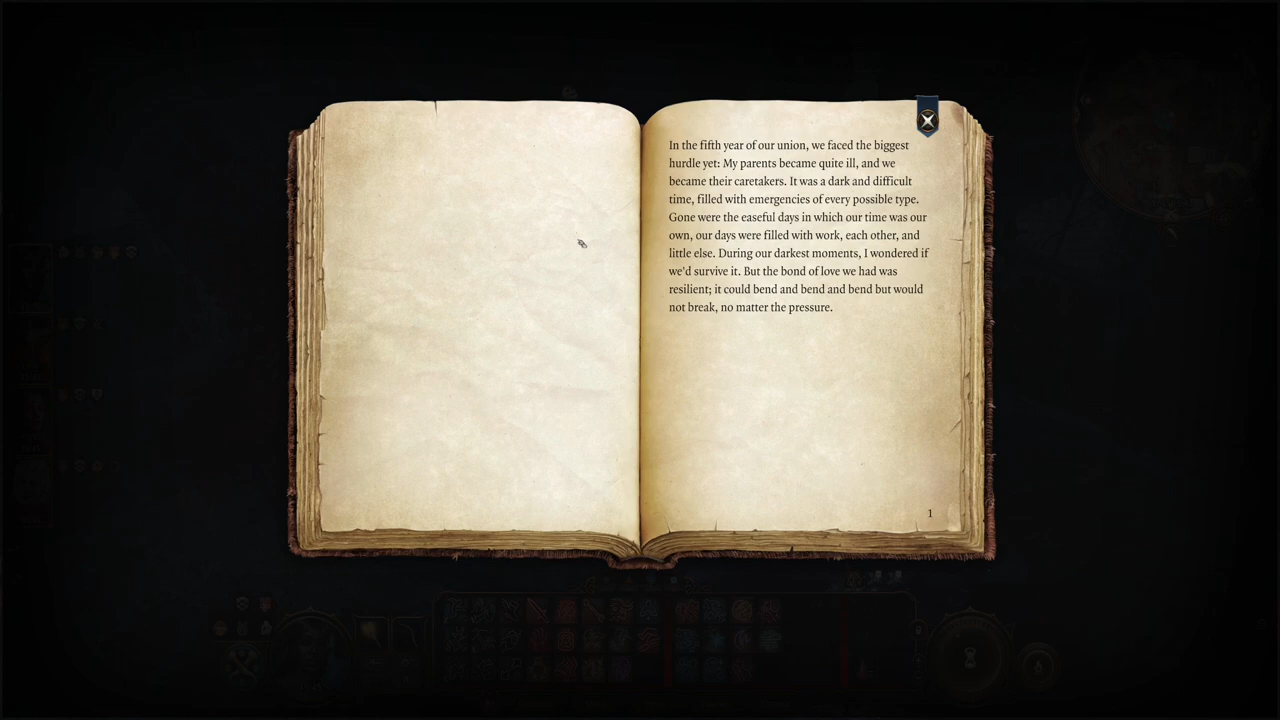 In the fifth year of our union, we faced the biggest
hurdle yet: My parents became quite ill, and we
became their caretakers. It was a dark and difficult
time, filled with emergencies of every possible type.
Gone were the easeful days in which our time was our
own, our days were filled with work, each other, and
little else. During our darkest moments, I wondered if
we'd survive it. But the bond of love we had was
resilient; it could bend and bend and bend but would
not break, no matter the pressure.
1